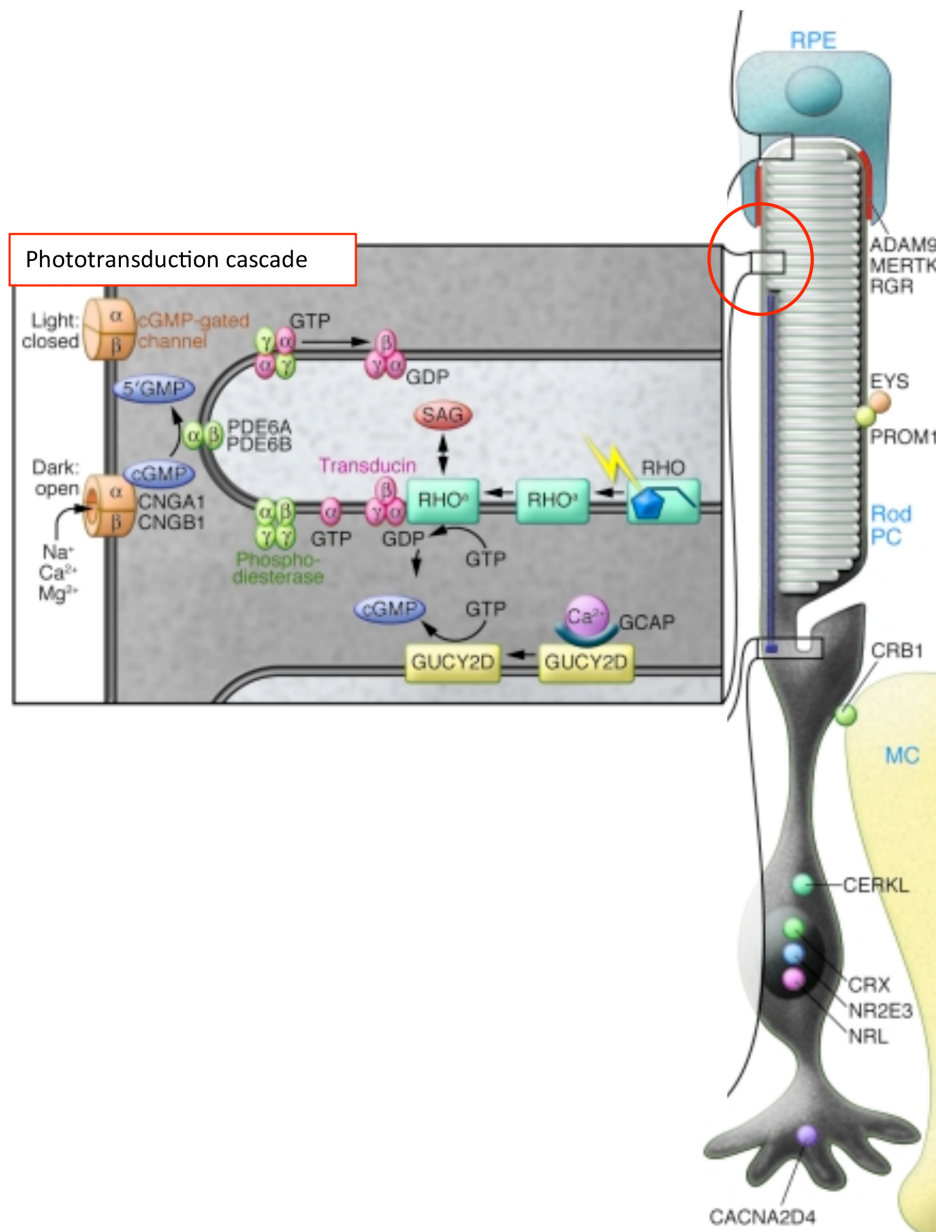 RPE
ADAM9
MERTK
RGR
Phototransduction cascade
Light:
closed
α
β
cGMP-gated
channel
γ α
α γ
GTP
β
γ α
GDP
5'GMP
α β
PDE6A
PDE6B
SAG
EYS
PROM1
Dark:
open
cGMP
α
β
CNGA1
CNGB1
Transducin
β
γ α
RHOᵃ
RHOᵃ
RHO
α β
γ γ
α
GTP
GDP
GTP
Phospho-
diesterase
Na⁺
Ca²⁺
Mg²⁺
Rod
PC
cGMP
GTP
Ca²⁺
GCAP
GUCY2D
GUCY2D
CRB1
MC
CERKL
CRX
NR2E3
NRL
CACNA2D4